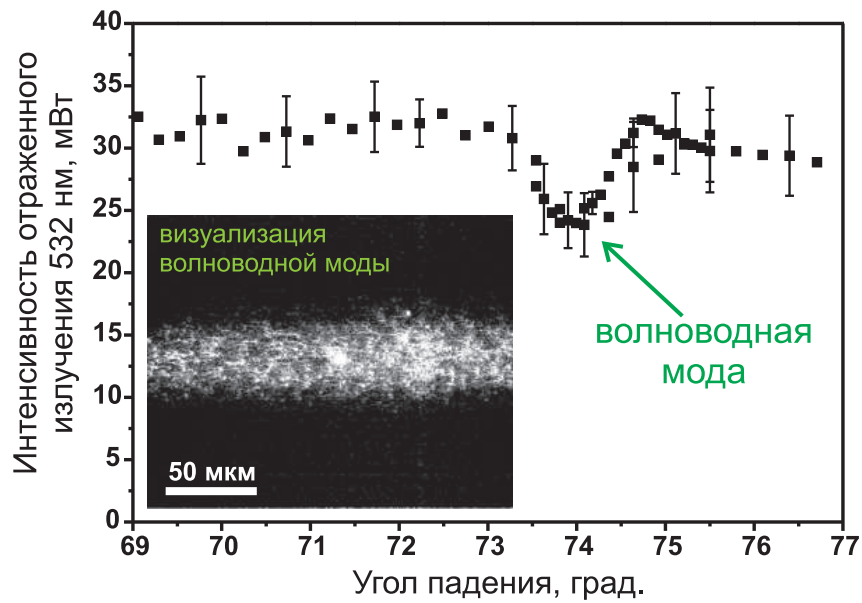 Интенсивность отраженного
излучения 532 нм, мВт
40
35
30
25
20
15
10
5
0
визуализация
волноводной моды
50 мкм
волноводная
мода
69 70 71 72 73 74 75 76 77
Угол падения, град.